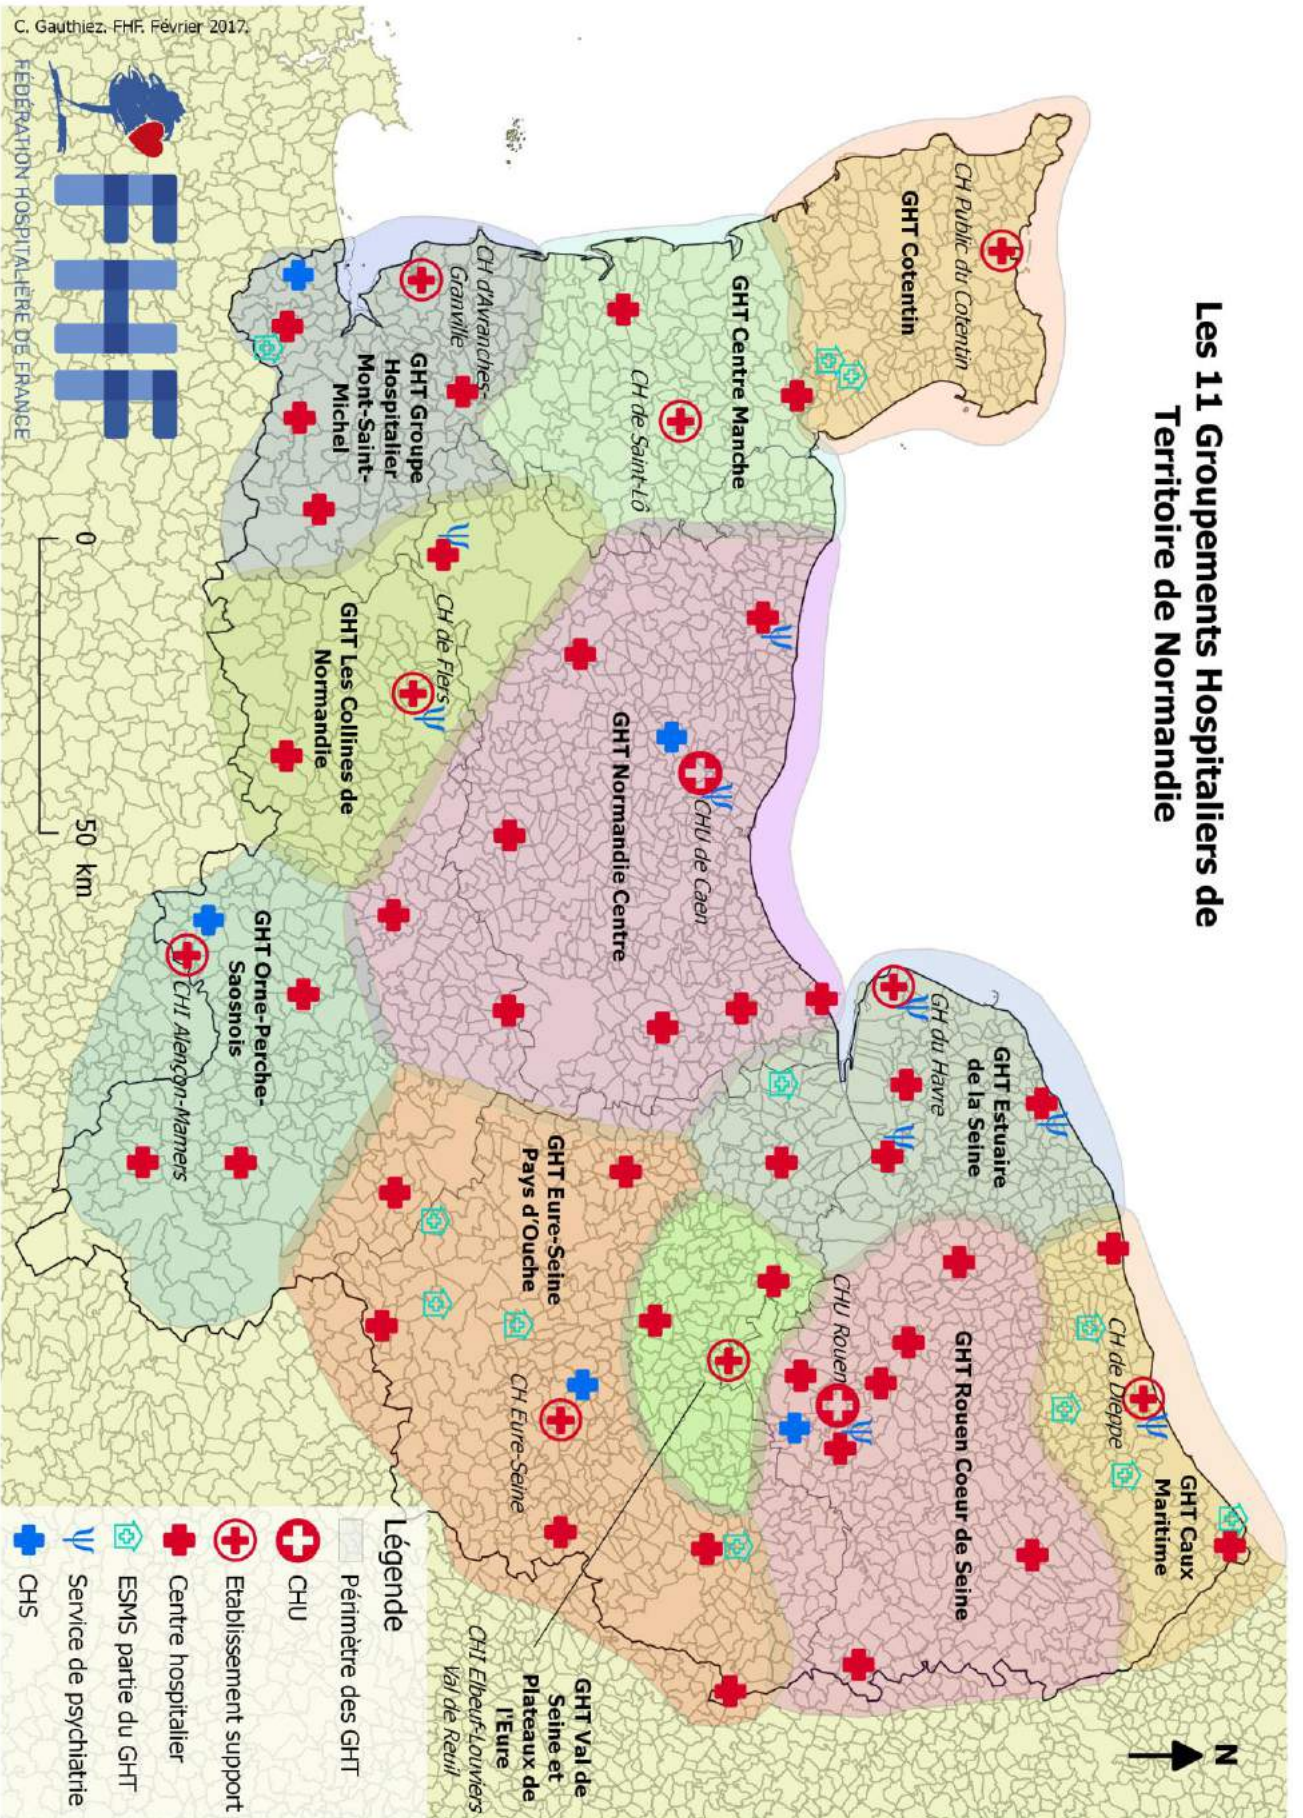 Les 11 Groupements Hospitaliers de
Territoire de Normandie
N
CH Public du Cotentin
GHT Cotentin
GHT Centre Manche
CH de Saint-Lô
CH d'Avranches-
Granville
GHT Groupe
Hospitalier
Mont-Saint-
Michel
CH de Flers
GHT Les Collines de
Normandie
GHT Normandie Centre
CHU de Caen
GHT Orne-Perche-
Saosnois
CHI Alençon-Mamers
GH du Havre
GHT Estuaire
de la Seine
GHT Eure-Seine
Pays d'Ouche
CH Eure-Seine
CHU Rouen
GHT Rouen Coeur de Seine
CH de Dieppe
GHT Caux
Maritime
GHT Val de
Seine et
Plateaux de
l'Eure
CHI Elbeuf-Louviers
Val de Reuil
Légende
Périmètre des GHT
CHU
Etablissement support
Centre hospitalier
ESMS partie du GHT
Service de psychiatrie
CHS
0 50 km
FHF
FÉDÉRATION HOSPITALIÈRE DE FRANCE
C. Gauthiez. FHF. Février 2017.